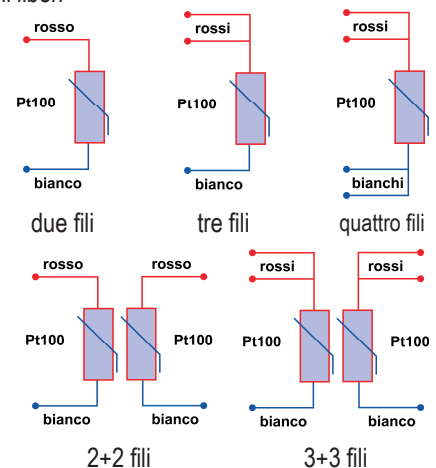 rosso
Pt100
bianco
due fili
rossi
Pt100
bianco
tre fili
rossi
Pt100
bianchi
quattro fili
rosso
rosso
Pt100
Pt100
bianco
bianco
2+2 fili
rossi
rossi
Pt100
Pt100
bianco
bianco
3+3 fili